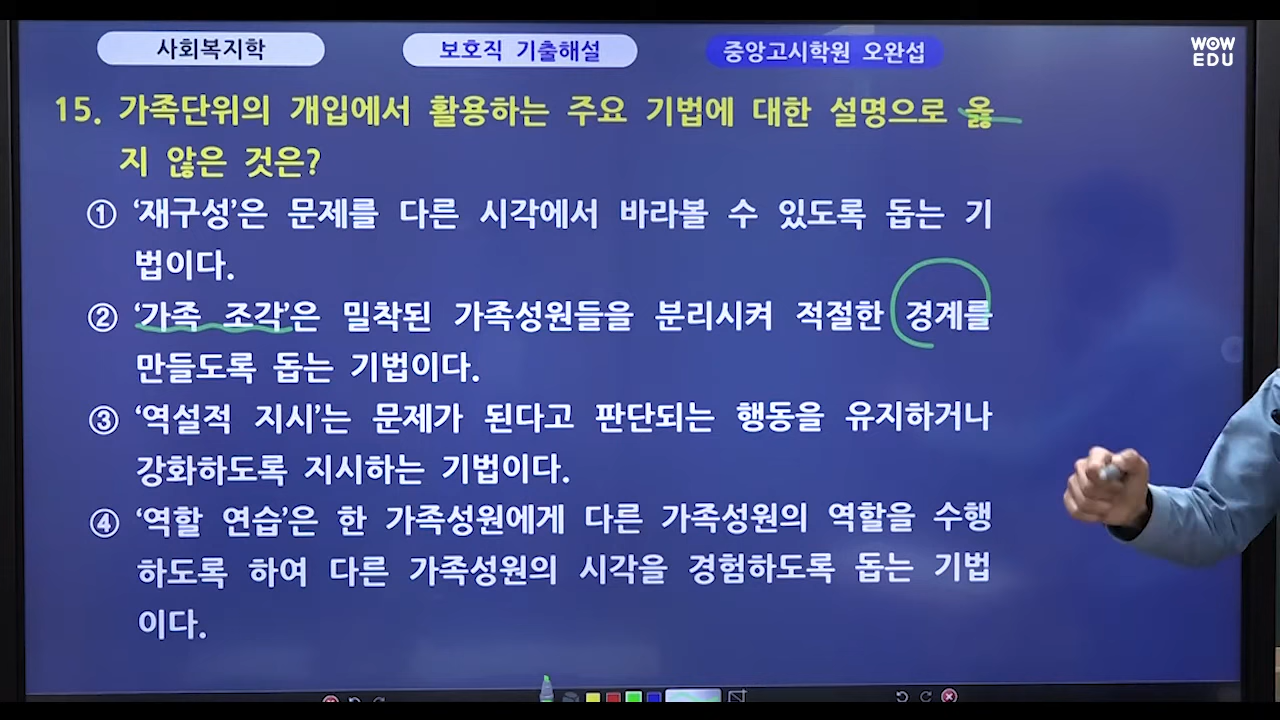 사회복지학
보호직 기출해설
중앙고시학원 오완섭
WOW
EDU
15. 가족단위의 개입에서 활용하는 주요 기법에 대한 설명으로 옳
지 않은 것은?
① ‘재구성’은 문제를 다른 시각에서 바라볼 수 있도록 돕는 기
법이다.
② ‘가족 조각’은 밀착된 가족성원들을 분리시켜 적절한 경계를
만들도록 돕는 기법이다.
③ ‘역설적 지시’는 문제가 된다고 판단되는 행동을 유지하거나
강화하도록 지시하는 기법이다.
④ ‘역할 연습’은 한 가족성원에게 다른 가족성원의 역할을 수행
하도록 하여 다른 가족성원의 시각을 경험하도록 돕는 기법
이다.